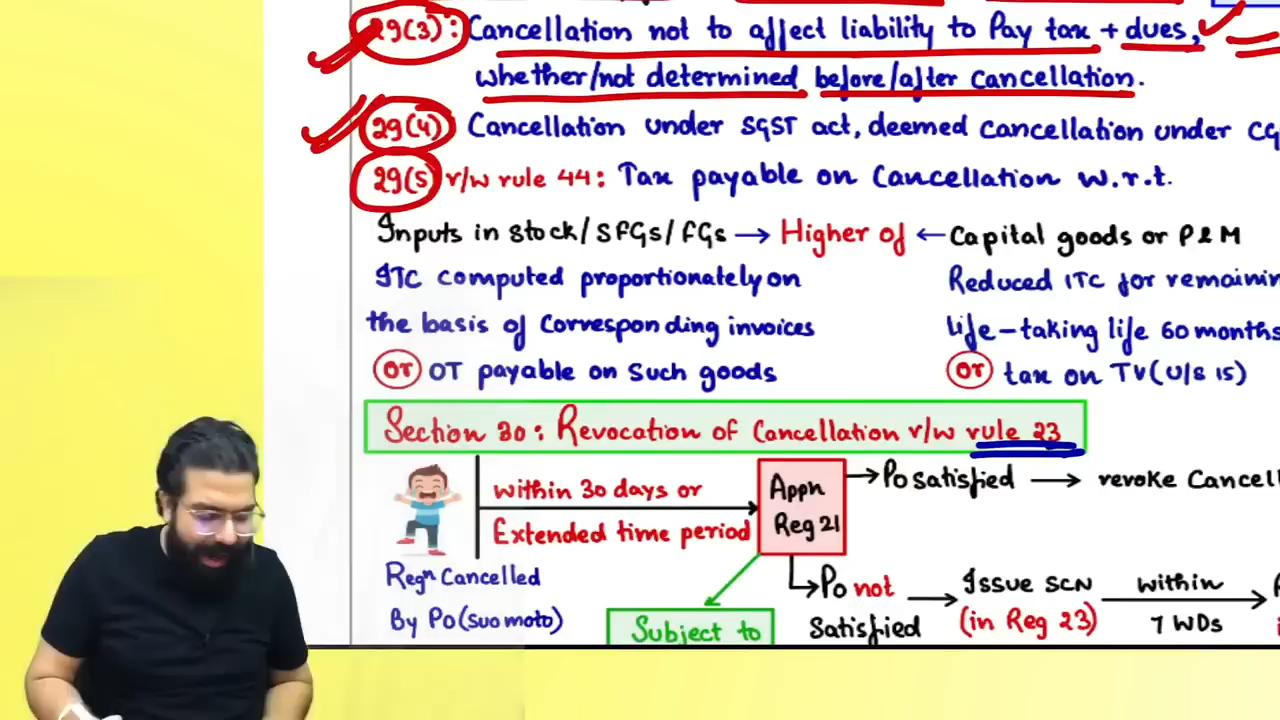 29(3): Cancellation not to affect liability to Pay tax + dues,
whether/not determined before/after cancellation.
29(4) Cancellation under SGST act, deemed cancellation under CG
29(5) r/w rule 44: Tax payable on Cancellation w.r.t.
Inputs in stock/SFGs/FGs → Higher of ← Capital goods or P&M
ITC computed proportionately on
the basis of corresponding invoices
or OT payable on such goods
Reduced ITC for remainin
life-taking life 60 months
or tax on TV(U/S 15)
Section 30: Revocation of Cancellation r/w rule 23
within 30 days or
Extended time period
Regn Cancelled
By PO (suo moto)
Appn
Reg 21
→ PO satisfied → revoke Cancell
Subject to
PO not
Satisfied
Issue SCN
(in Reg 23)
within
7 WDs